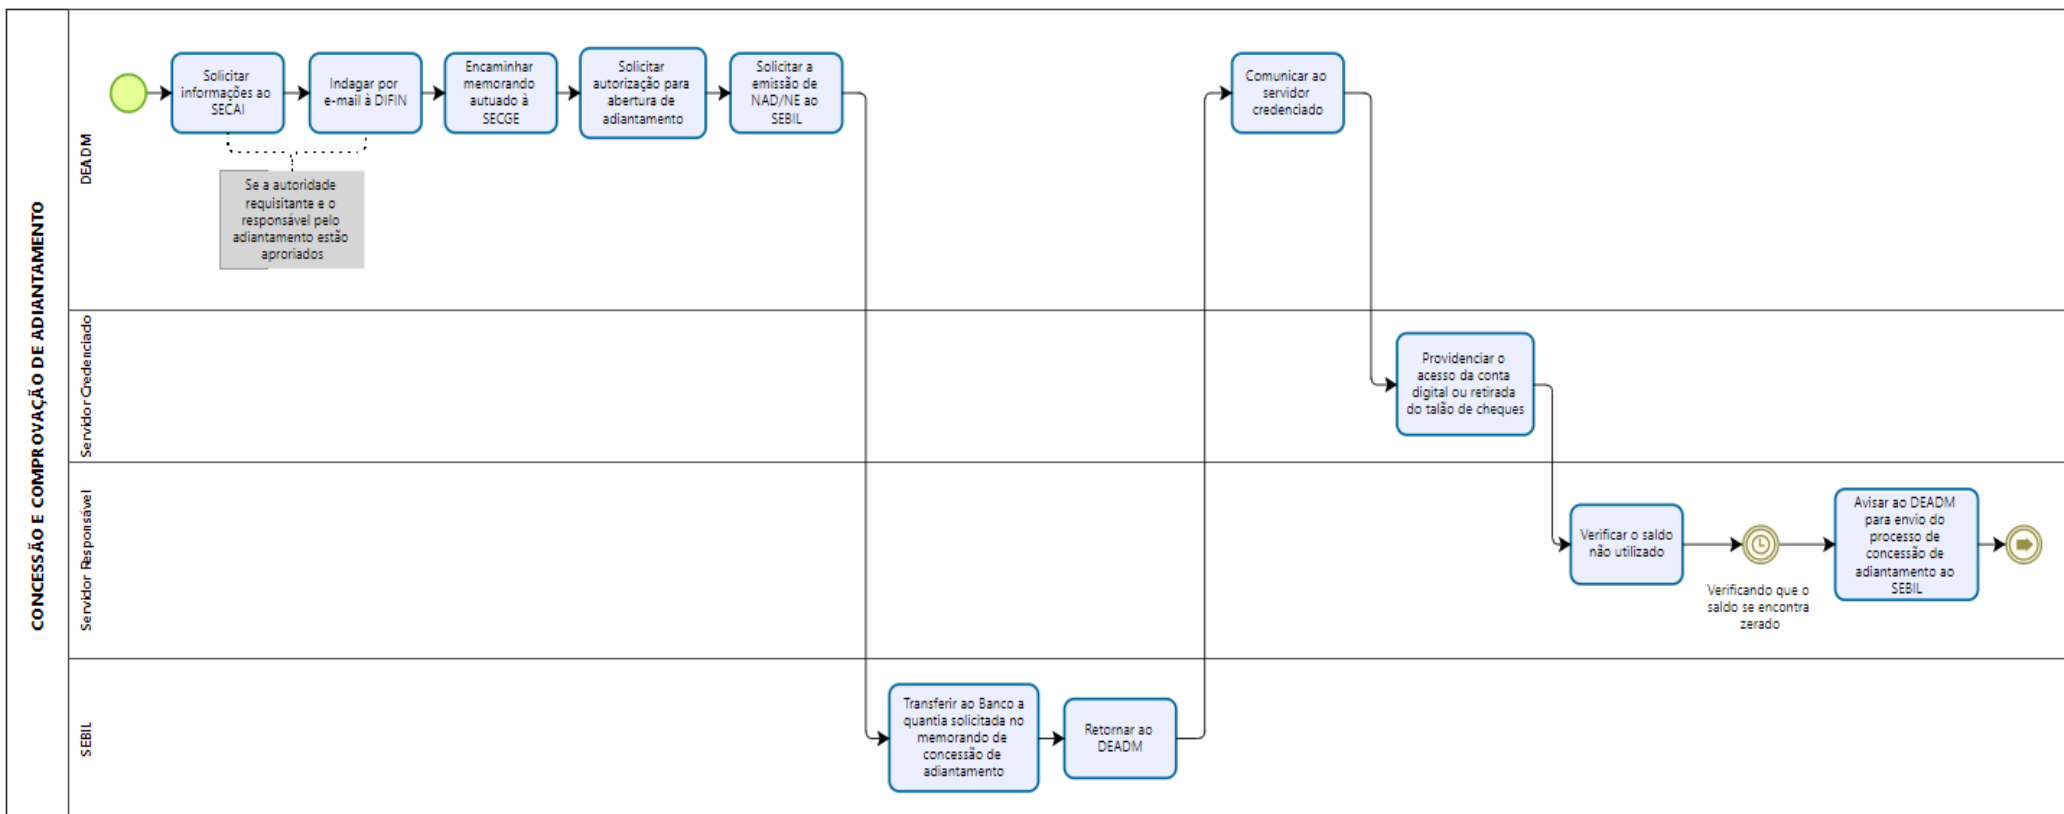 CONCESSÃO E COMPROVAÇÃO DE ADIANTAMENTO
DEADM
Solicitar
informações ao
SECAI
Indagar por
e-mail à DIFIN
Encaminhar
memorando
autuado à
SECGE
Solicitar
autorização para
abertura de
adiantamento
Solicitar a
emissão de
NAD/NE ao
SEBIL
Comunicar ao
servidor
credenciado
Se a autoridade
requisitante e o
responsável pelo
adiantamento estão
aproriados
Servidor Credenciado
Providenciar o
acesso da conta
digital ou retirada
do talão de cheques
Servidor Responsável
Verificar o saldo
não utilizado
Verificando que o
saldo se encontra
zerado
Avisar ao DEADM
para envio do
processo de
concessão de
adiantamento ao
SEBIL
SEBIL
Transferir ao Banco a
quantia solicitada no
memorando de
concessão de
adiantamento
Retornar ao
DEADM